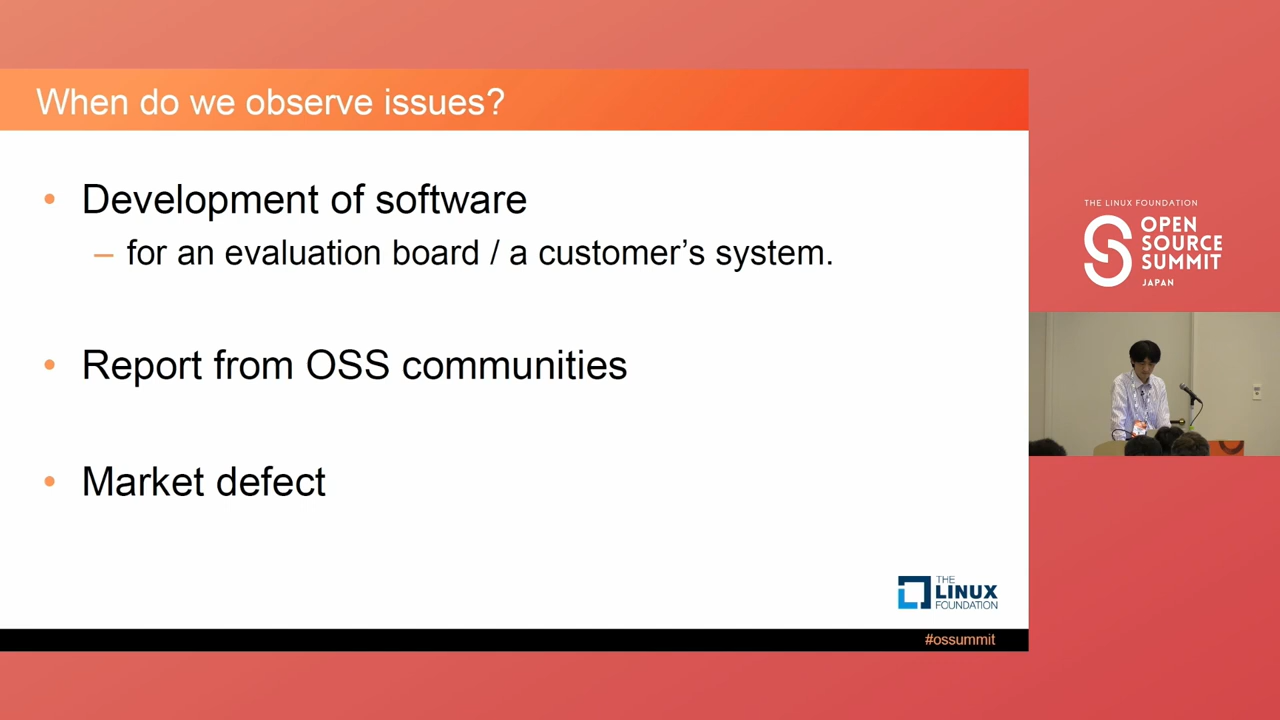 When do we observe issues?
• Development of software
– for an evaluation board / a customer’s system.
• Report from OSS communities
• Market defect
THE
LINUX
FOUNDATION
#ossummit
THE LINUX FOUNDATION
OPEN
SOURCE
SUMMIT
JAPAN